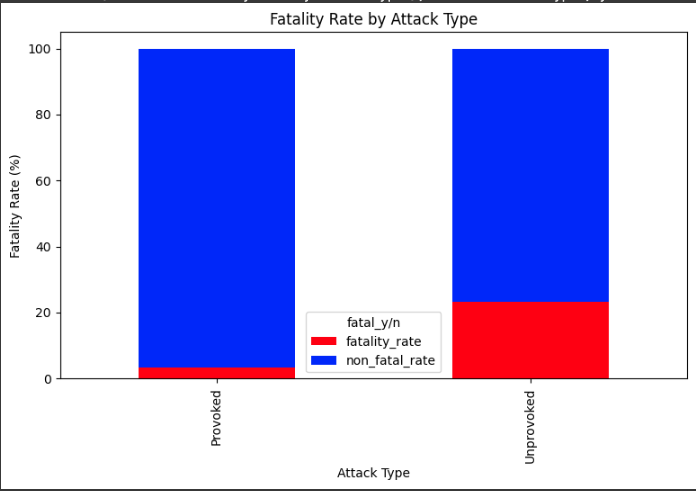 Fatality Rate by Attack Type
Fatality Rate (%)
100
80
60
40
20
0
fatal_y/n
fatality_rate
non_fatal_rate
Provoked
Unprovoked
Attack Type